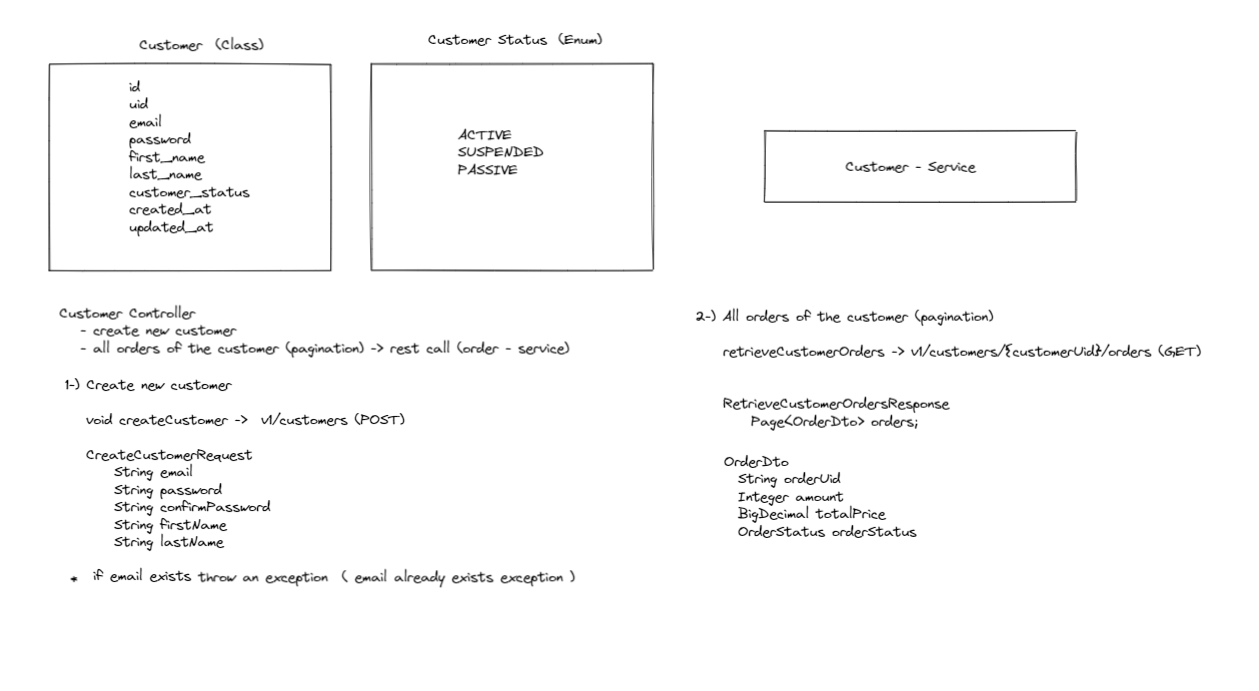 Customer (Class)
id
uid
email
password
first_name
last_name
customer_status
created_at
updated_at
Customer Status (Enum)
ACTIVE
SUSPENDED
PASSIVE
Customer - Service
Customer Controller
- create new customer
- all orders of the customer (pagination) -> rest call (order - service)
1-) Create new customer
void createCustomer -> v1/customers (POST)
CreateCustomerRequest
String email
String password
String confirmPassword
String firstName
String lastName
* if email exists throw an exception ( email already exists exception )
2-) All orders of the customer (pagination)
retrieveCustomerOrders -> v1/customers/{customerUid}/orders (GET)
RetrieveCustomerOrdersResponse
Page<OrderDto> orders;
OrderDto
String orderUid
Integer amount
BigDecimal totalPrice
OrderStatus orderStatus